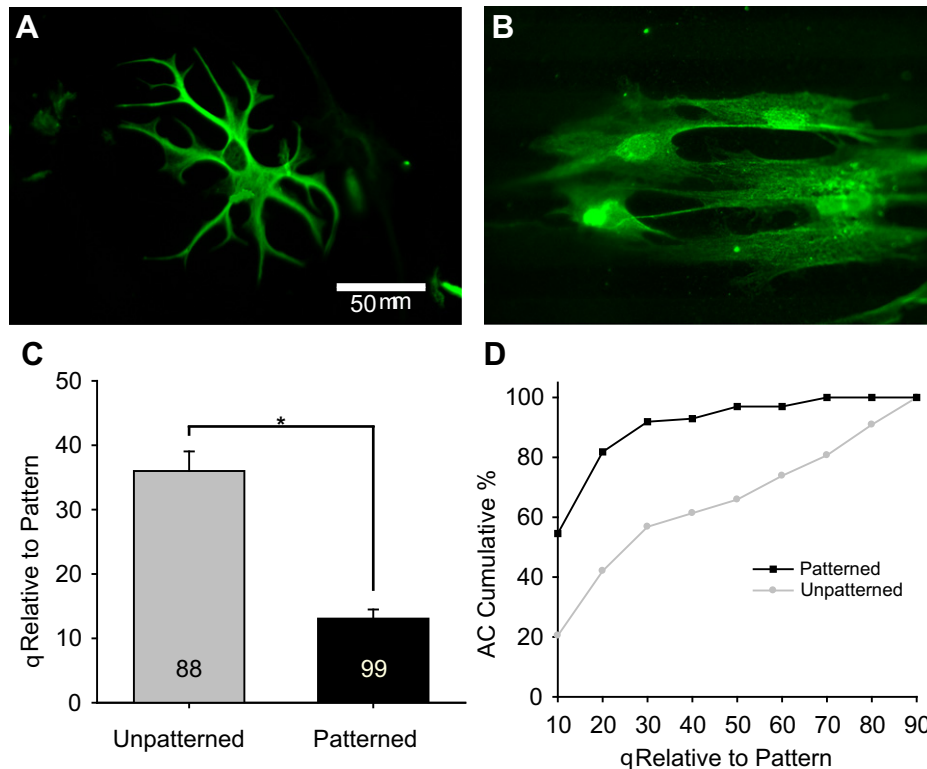 A
B
50 mm
C
D
50
40
30
20
10
0
qRelative to Pattern
*
88
99
Unpatterned
Patterned
100
80
60
40
20
0
AC Cumulative %
Patterned
Unpatterned
10 20 30 40 50 60 70 80 90
qRelative to Pattern